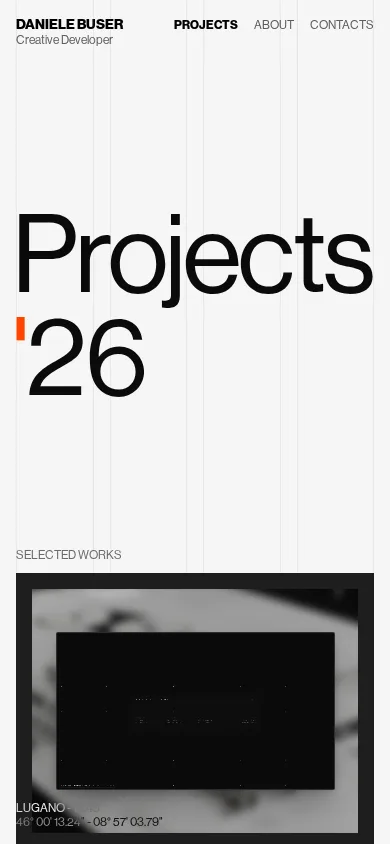 DANIELE BUSER
Creative Developer
PROJECTS ABOUT CONTACTS
Projects
'26
SELECTED WORKS
LUGANO
46° 00' 13.24" - 08° 57' 03.79"